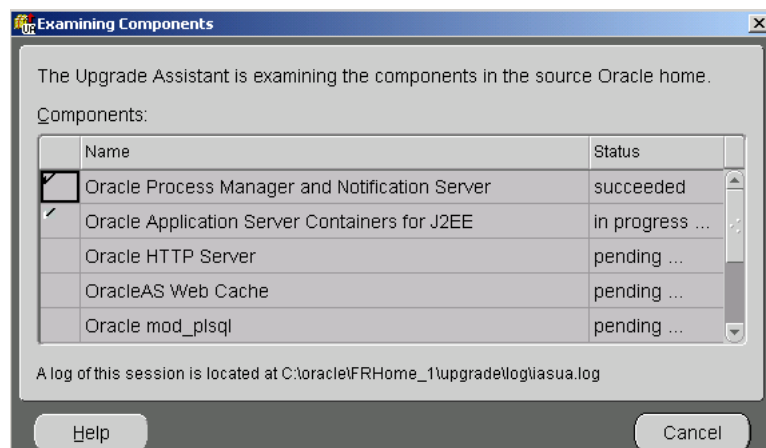 Examining Components
The Upgrade Assistant is examining the components in the source Oracle home.
Components:
Name Status
Oracle Process Manager and Notification Server succeeded
Oracle Application Server Containers for J2EE in progress ...
Oracle HTTP Server pending ...
OracleAS Web Cache pending ...
Oracle mod_plsql pending ...
A log of this session is located at C:\oracle\FRHome_1\upgrade\log\iasua.log
Help Cancel